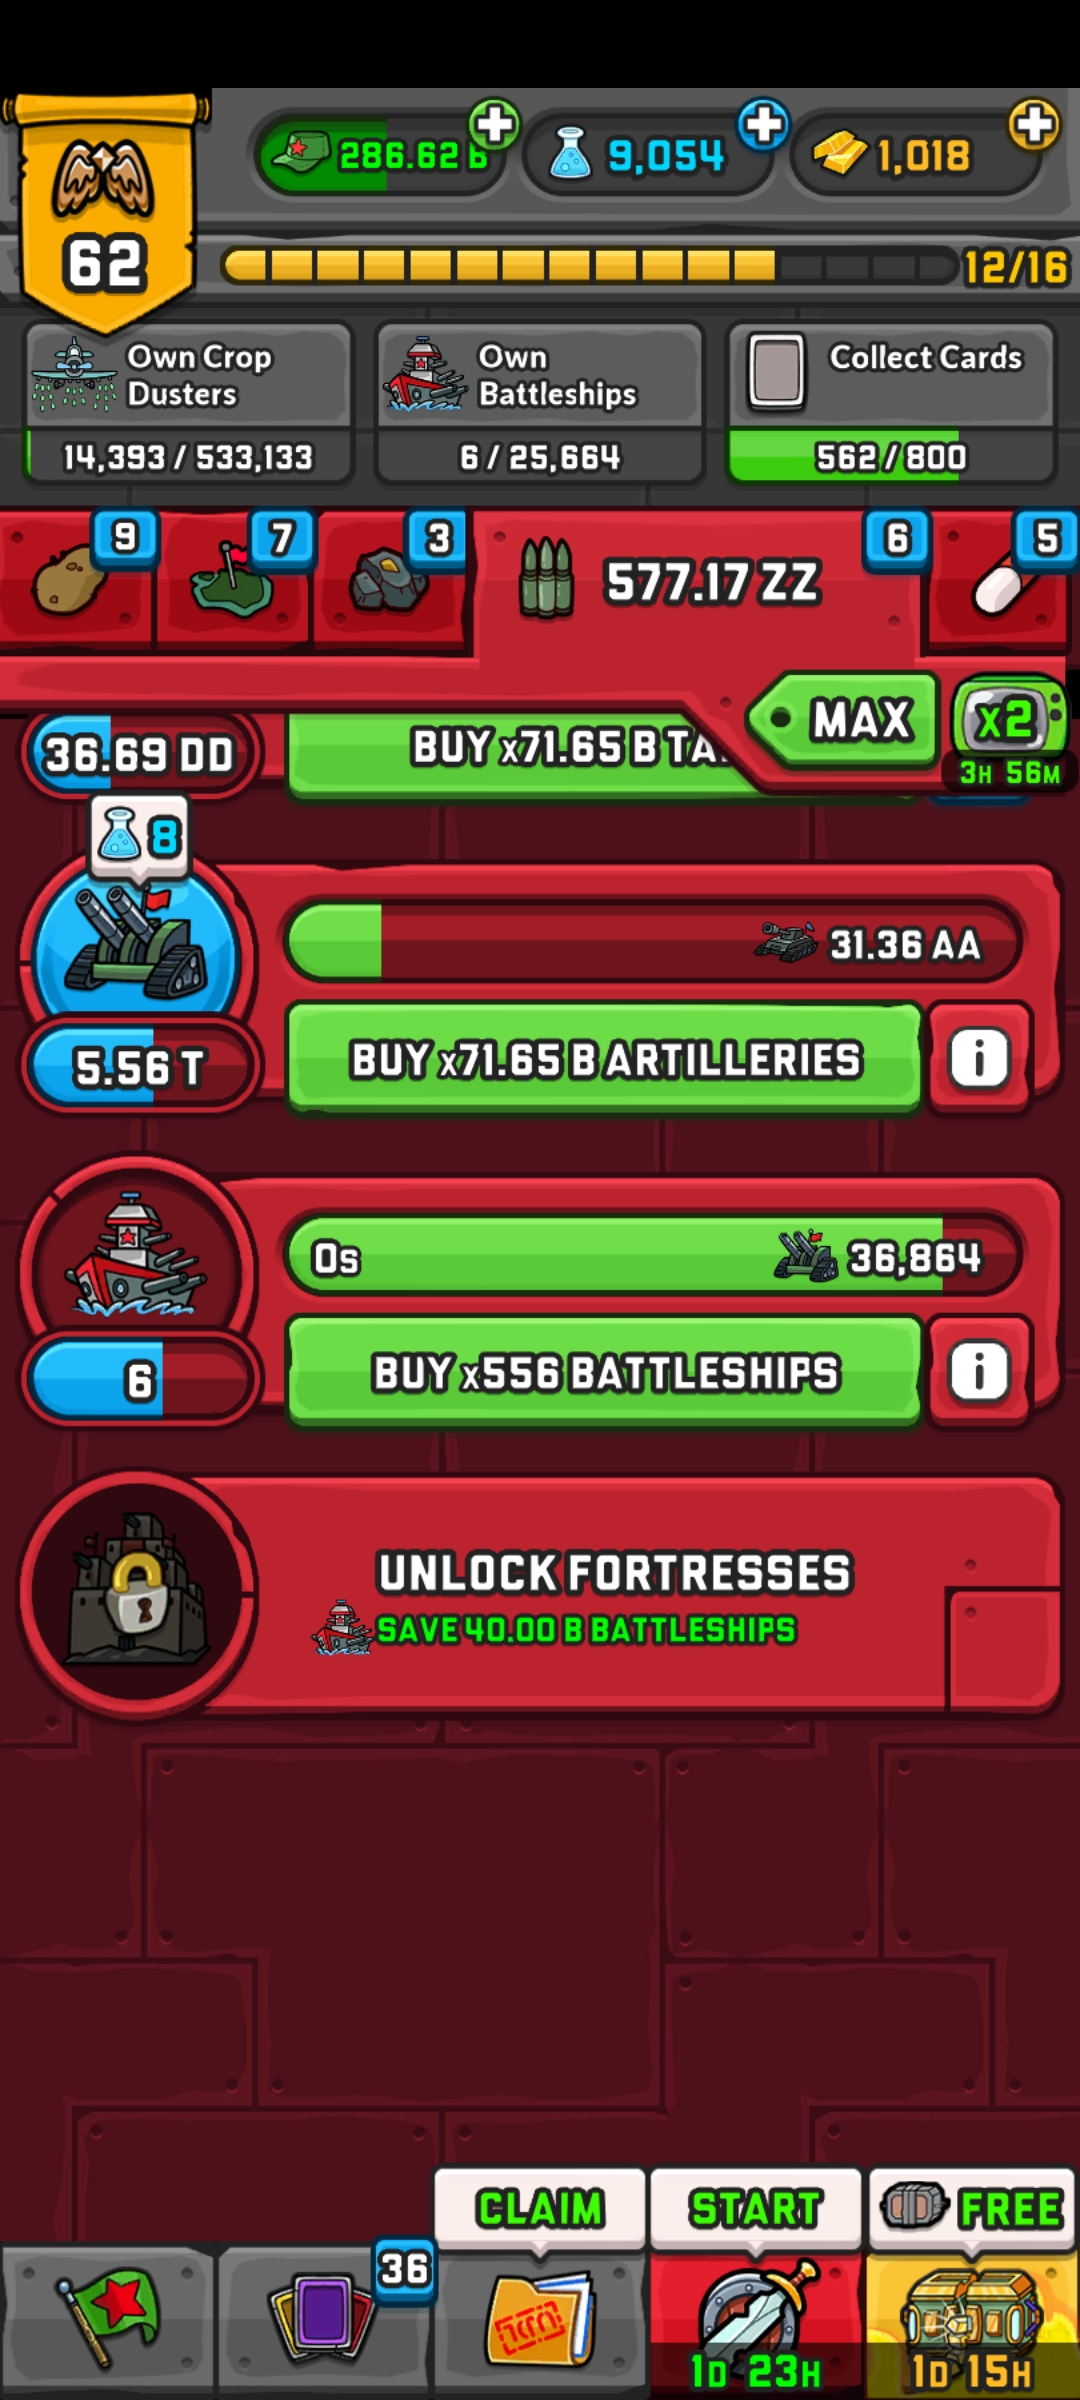 286.62 B
9,054
1,018
62
12/16
Own Crop
Dusters
14,393 / 533,133
Own
Battleships
6 / 25,664
Collect Cards
562 / 800
9
7
3
577.17 ZZ
6
5
MAX
x2
3H 56M
36.69 DD
BUY x71.65 B TA
8
31.36 AA
5.56 T
BUY x71.65 B ARTILLERIES
i
0s
36,864
6
BUY x556 BATTLESHIPS
i
UNLOCK FORTRESSES
SAVE 40.00 B BATTLESHIPS
CLAIM
START
FREE
36
1D 23H
1D 15H